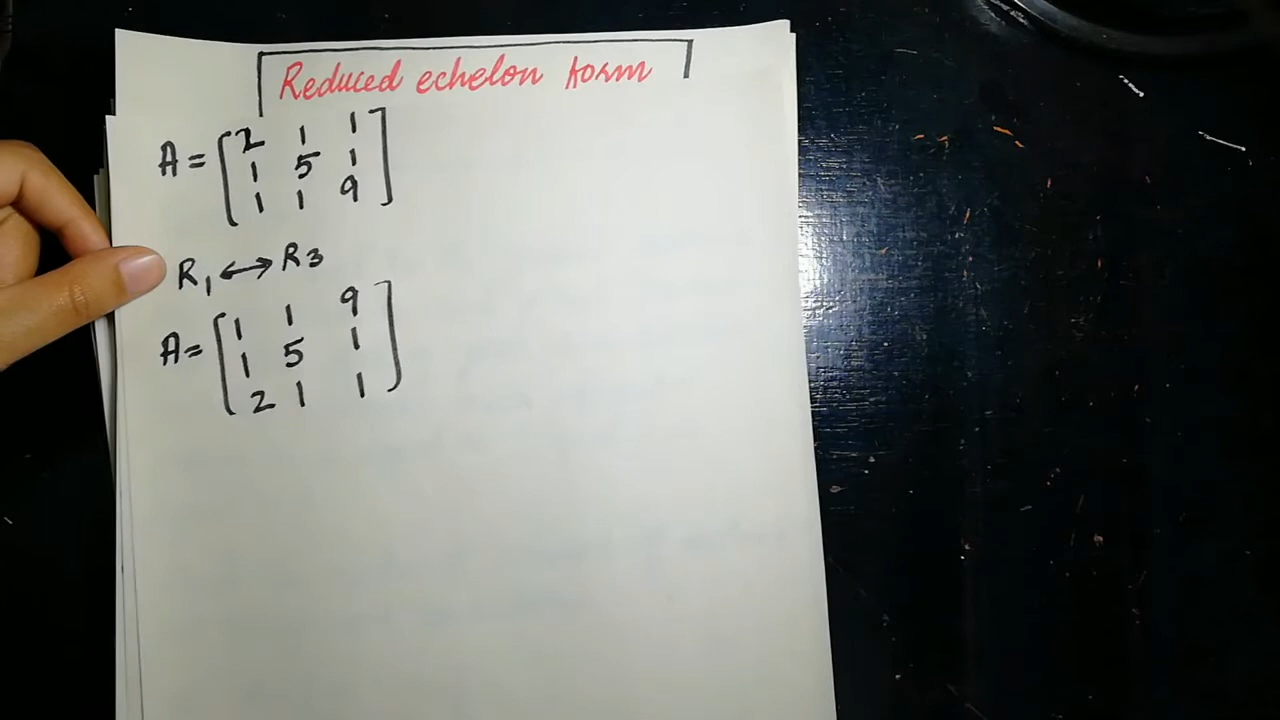 Reduced echelon form
A = [ 2 1 1
1 5 1
1 1 9 ]
R₁ ↔ R₃
A = [ 1 1 9
1 5 1
2 1 1 ]